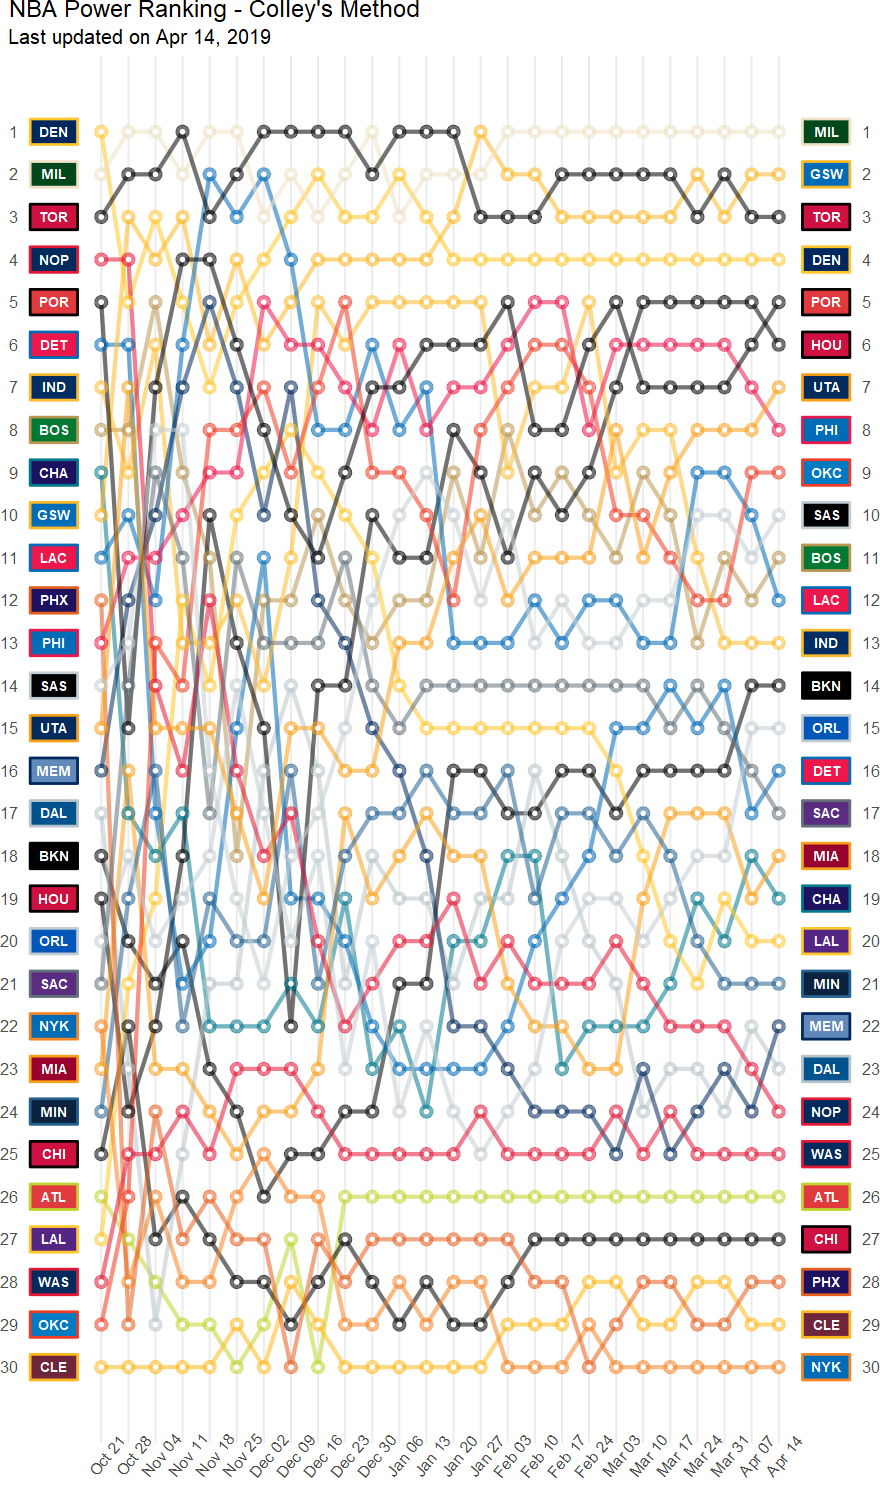 NBA Power Ranking - Colley's Method
Last updated on Apr 14, 2019
1 DEN MIL 1
2 MIL GSW 2
3 TOR TOR 3
4 NOP DEN 4
5 POR POR 5
6 DET HOU 6
7 IND UTA 7
8 BOS PHI 8
9 CHA OKC 9
10 GSW SAS 10
11 LAC BOS 11
12 PHX LAC 12
13 PHI IND 13
14 SAS BKN 14
15 UTA ORL 15
16 MEM DET 16
17 DAL SAC 17
18 BKN MIA 18
19 HOU CHA 19
20 ORL LAL 20
21 SAC MIN 21
22 NYK MEM 22
23 MIA DAL 23
24 MIN NOP 24
25 CHI WAS 25
26 ATL ATL 26
27 LAL CHI 27
28 WAS PHX 28
29 OKC CLE 29
30 CLE NYK 30
Oct 21 Oct 28 Nov 04 Nov 11 Nov 18 Nov 25 Dec 02 Dec 09 Dec 16 Dec 23 Dec 30 Jan 06 Jan 13 Jan 20 Jan 27 Feb 03 Feb 10 Feb 17 Feb 24 Mar 03 Mar 10 Mar 17 Mar 24 Mar 31 Apr 07 Apr 14